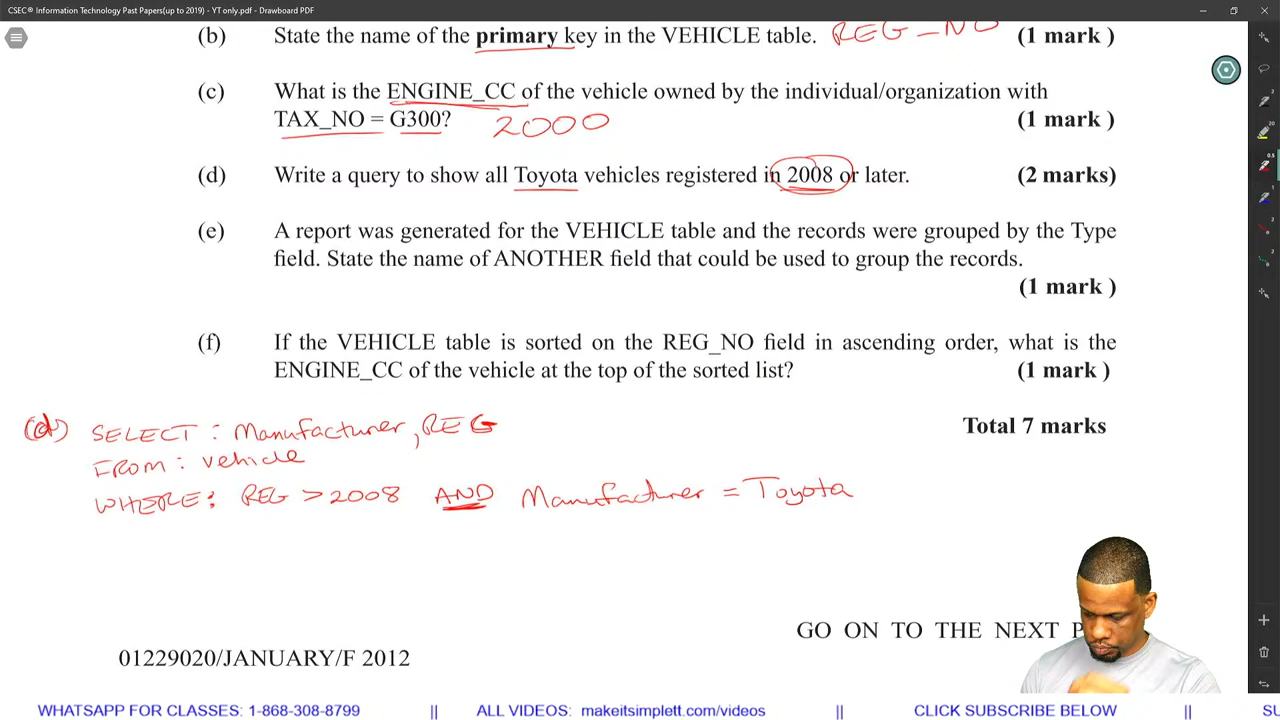 CSEC® Information Technology Past Papers(up to 2019) - YT only.pdf - Drawboard PDF
(b) State the name of the primary key in the VEHICLE table. REG_NO (1 mark )
(c) What is the ENGINE_CC of the vehicle owned by the individual/organization with
TAX_NO = G300? 2000 (1 mark )
(d) Write a query to show all Toyota vehicles registered in 2008 or later. (2 marks)
(e) A report was generated for the VEHICLE table and the records were grouped by the Type
field. State the name of ANOTHER field that could be used to group the records.
(1 mark )
(f) If the VEHICLE table is sorted on the REG_NO field in ascending order, what is the
ENGINE_CC of the vehicle at the top of the sorted list? (1 mark )
Total 7 marks
(d) SELECT : Manufacturer, REG
FROM : vehicle
WHERE : REG > 2008 AND Manufacturer = Toyota
GO ON TO THE NEXT
01229020/JANUARY/F 2012
WHATSAPP FOR CLASSES: 1-868-308-8799 || ALL VIDEOS: makeitsimplett.com/videos || CLICK SUBSCRIBE BELOW || SU